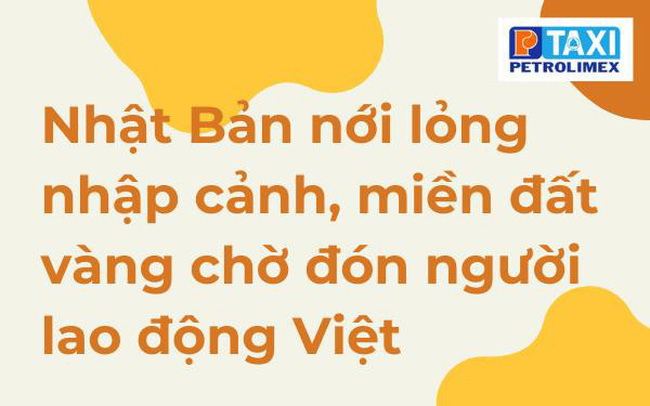 P TAXI
PETROLIMEX
Nhật Bản nới lỏng
nhập cảnh, miền đất
vàng chờ đón người
lao động Việt